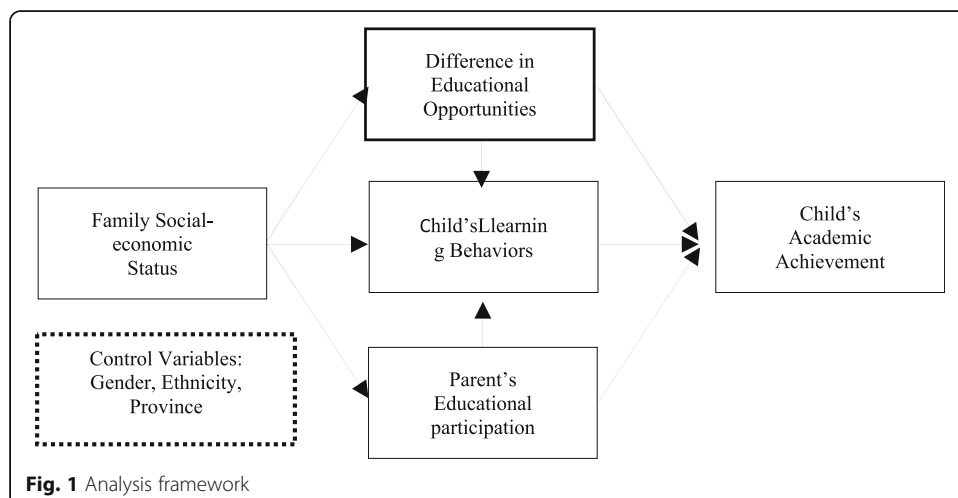 Difference in
Educational
Opportunities
Family Social-
economic
Status
Child'sLlearnin
g Behaviors
Child's
Academic
Achievement
Control Variables:
Gender, Ethnicity,
Province
Parent's
Educational
participation
Fig. 1 Analysis framework